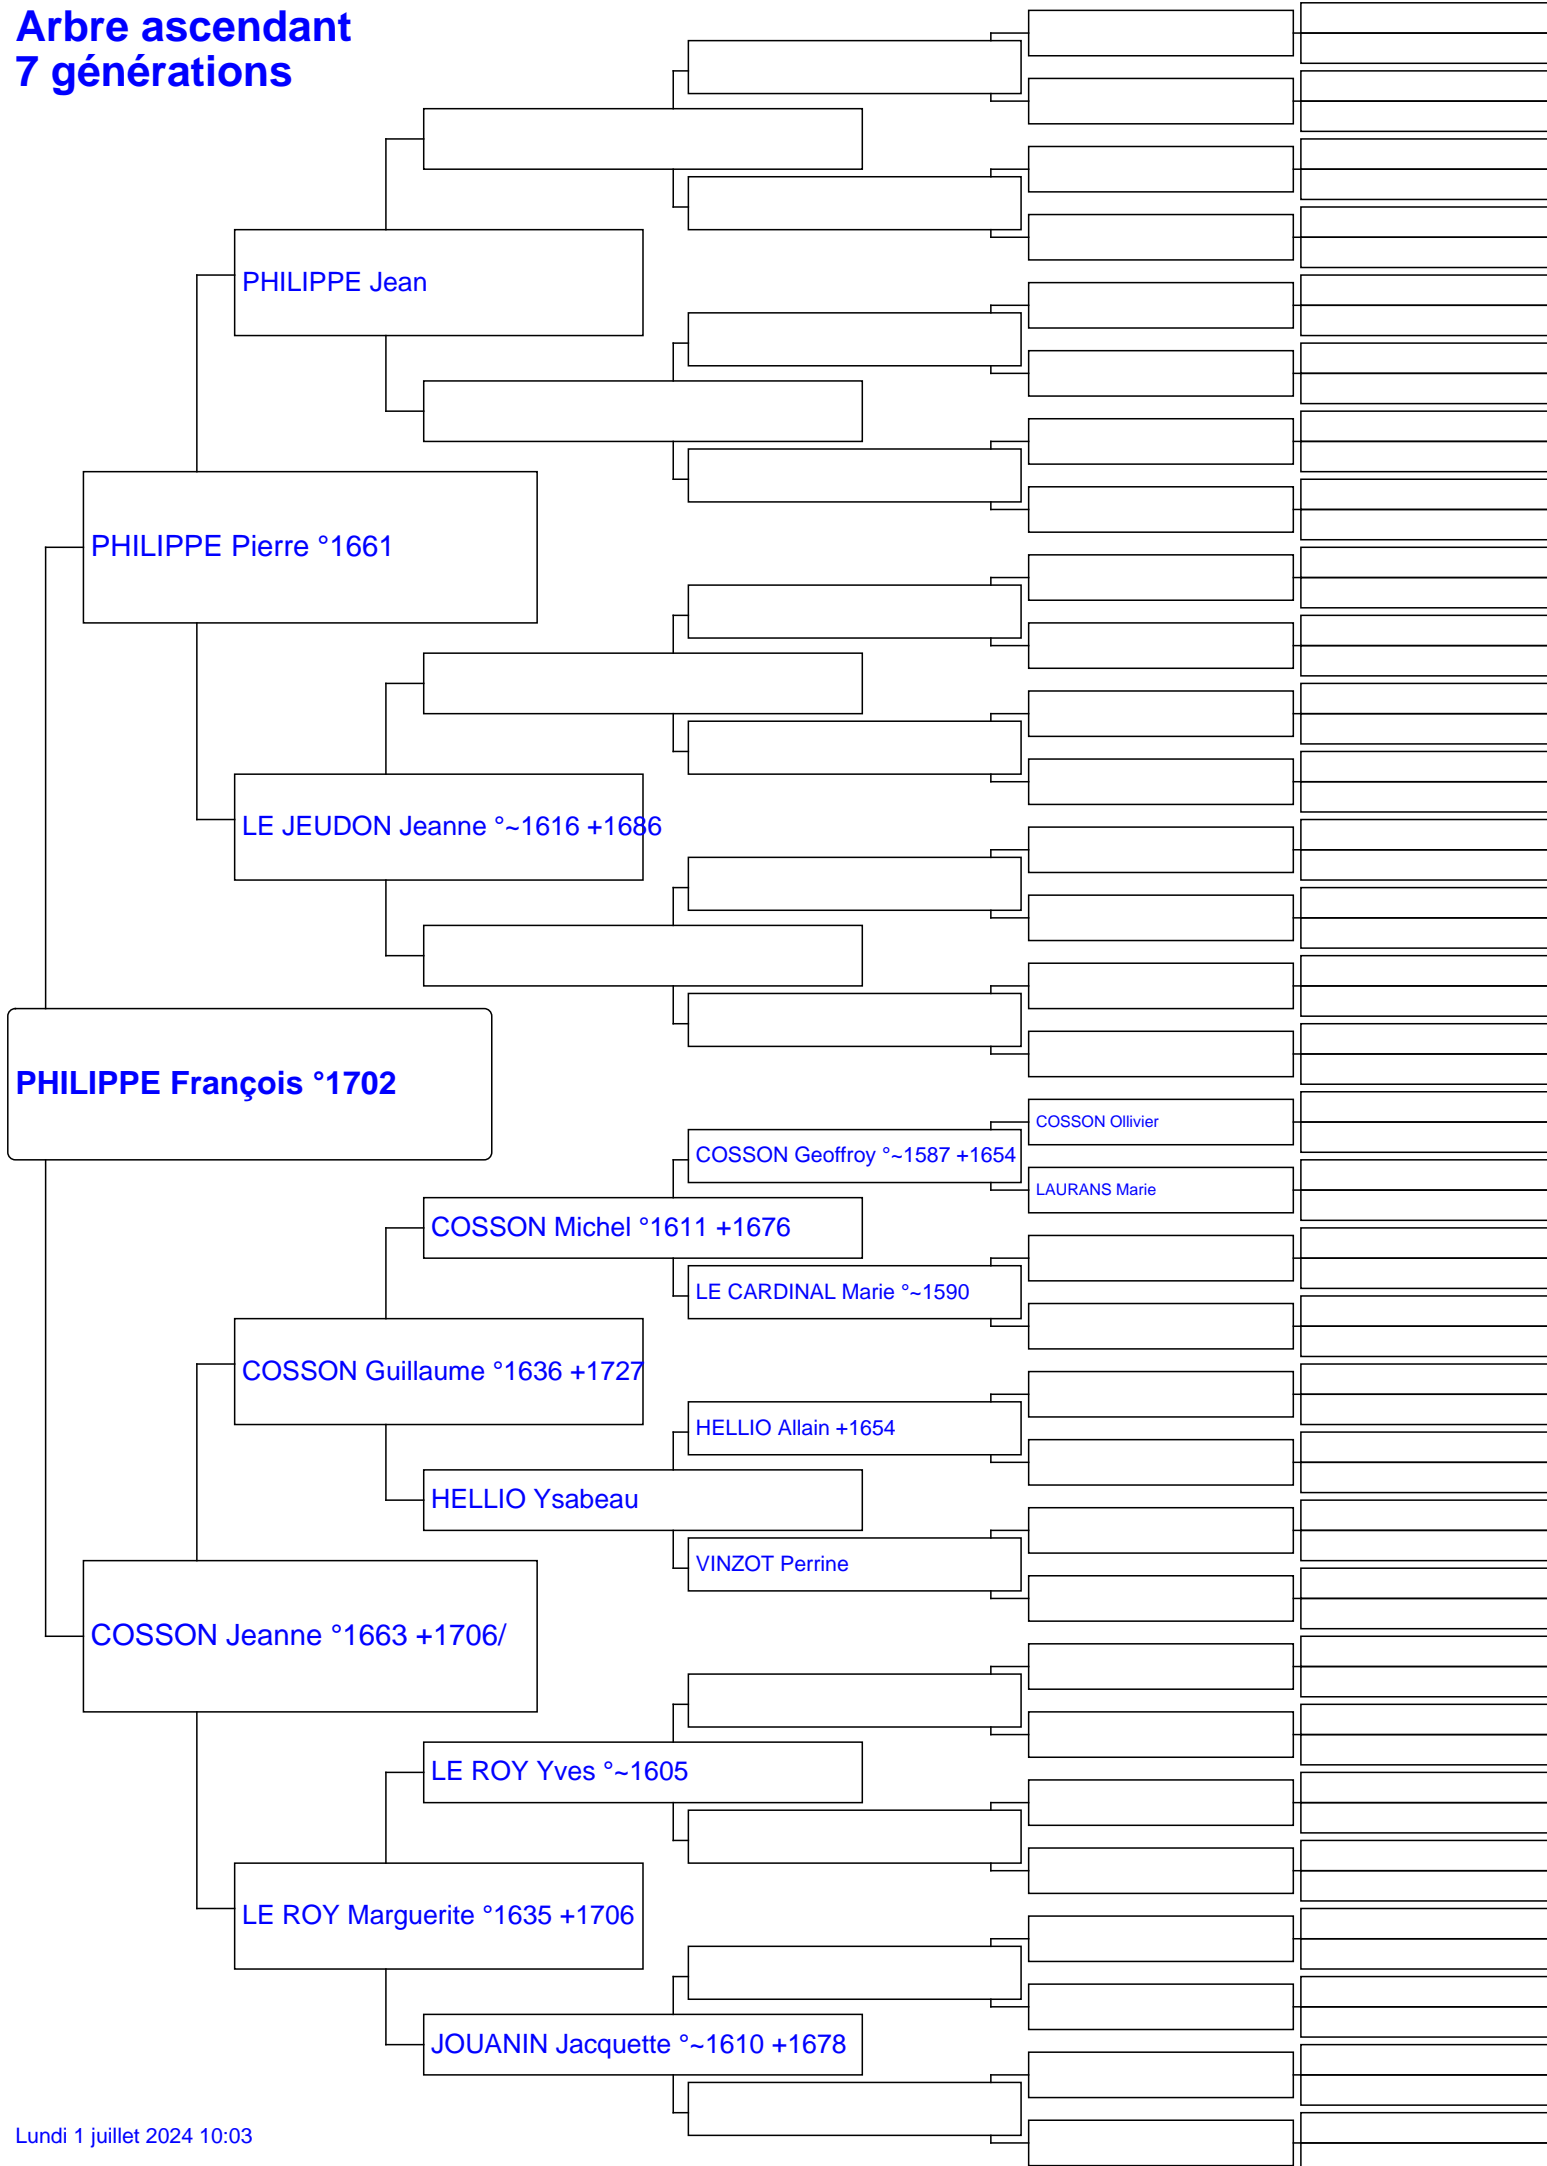 Arbre ascendant
7 générations
PHILIPPE Jean
PHILIPPE Pierre °1661
LE JEUDON Jeanne °~1616 +1686
PHILIPPE François °1702
COSSON Ollivier
COSSON Geoffroy °~1587 +1654
LAURANS Marie
COSSON Michel °1611 +1676
LE CARDINAL Marie °~1590
COSSON Guillaume °1636 +1727
HELLIO Allain +1654
HELLIO Ysabeau
VINZOT Perrine
COSSON Jeanne °1663 +1706/
LE ROY Yves °~1605
LE ROY Marguerite °1635 +1706
JOUANIN Jacquette °~1610 +1678
Lundi 1 juillet 2024 10:03